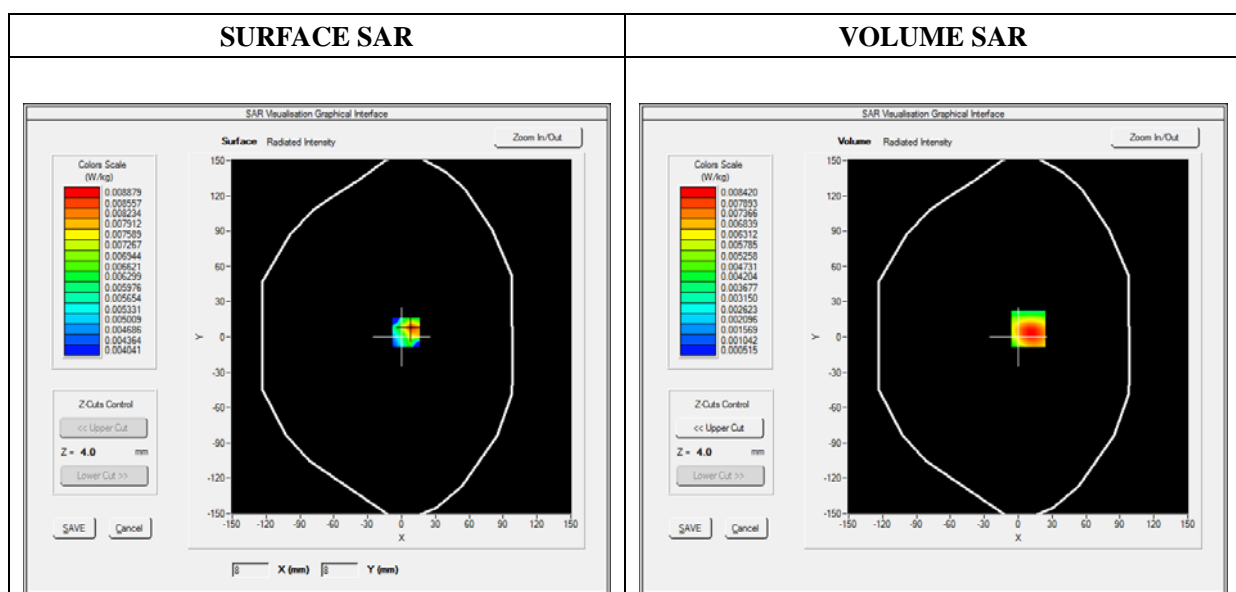 SURFACE SAR
VOLUME SAR
SAR Visualisation Graphical Interface
Surface Radiated Intensity
Zoom In/Out
Colors Scale
(W/kg)
0.008879
0.008557
0.008234
0.007912
0.007589
0.007267
0.006944
0.006621
0.006299
0.005976
0.005654
0.005331
0.005009
0.004686
0.004364
0.004041
Z-Cuts Control
<< Upper Cut
Z = 4.0 mm
Lower Cut >>
SAVE Cancel
150
120
90
60
30
0
-30
-60
-90
-120
-150
Y
-150 -120 -90 -60 -30 0 30 60 90 120 150
X
8 X (mm) 8 Y (mm)
SAR Visualisation Graphical Interface
Volume Radiated Intensity
Zoom In/Out
Colors Scale
(W/kg)
0.008420
0.007893
0.007366
0.006839
0.006312
0.005785
0.005258
0.004731
0.004204
0.003677
0.003150
0.002623
0.002096
0.001569
0.001042
0.000515
Z-Cuts Control
<< Upper Cut
Z = 4.0 mm
Lower Cut >>
SAVE Cancel
150
120
90
60
30
0
-30
-60
-90
-120
-150
Y
-150 -120 -90 -60 -30 0 30 60 90 120 150
X